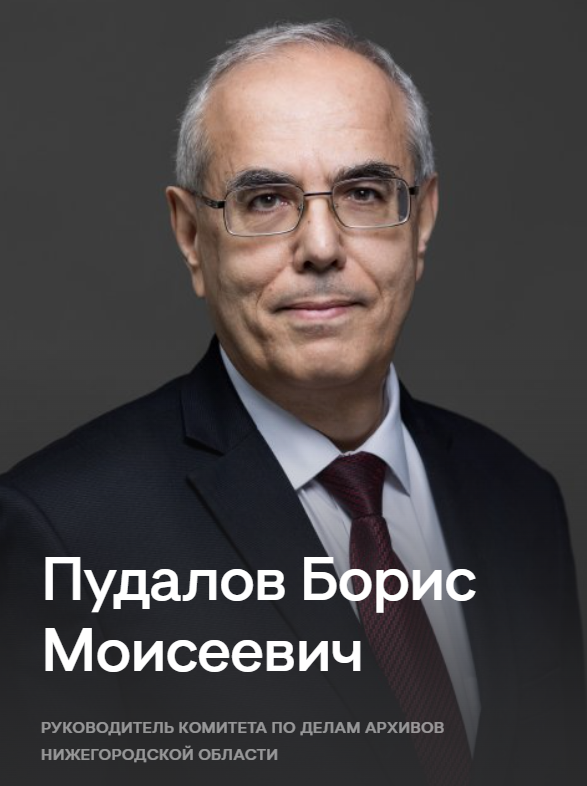 Пудалов Борис
Моисеевич
РУКОВОДИТЕЛЬ КОМИТЕТА ПО ДЕЛАМ АРХИВОВ
НИЖЕГОРОДСКОЙ ОБЛАСТИ